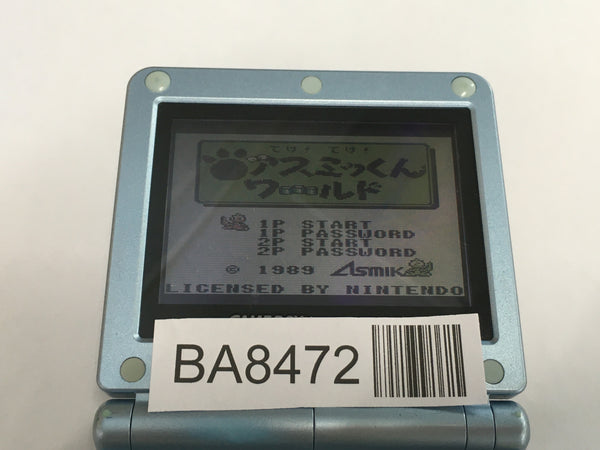 てけ! てけ!
アスミっくん
ワールド
1P START
1P PASSWORD
2P START
2P PASSWORD
© 1989 ASMIK
LICENSED BY NINTENDO
BA8472